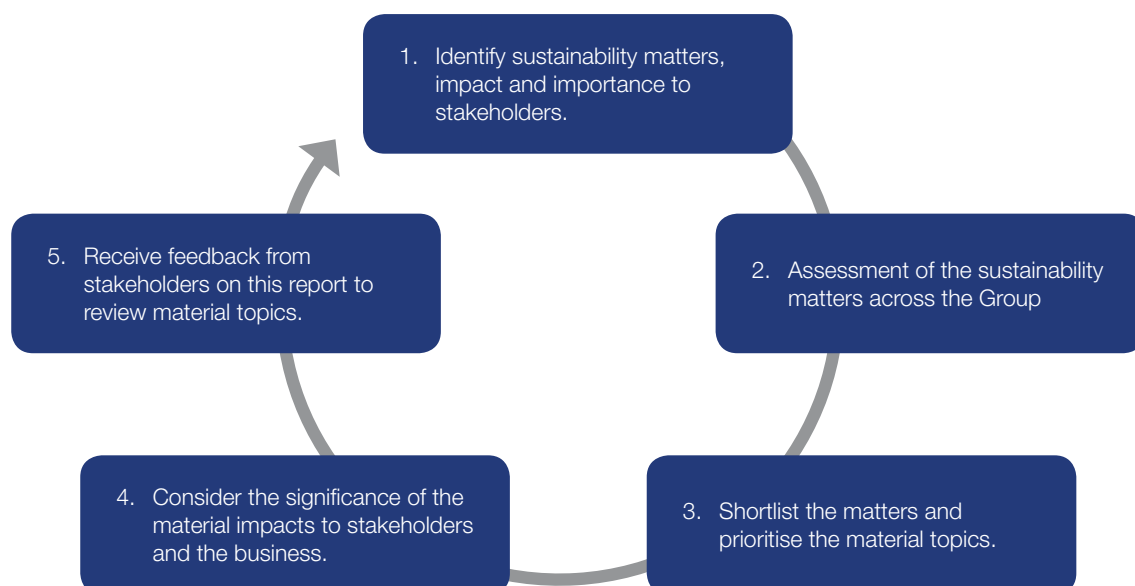 1. Identify sustainability matters,
impact and importance to
stakeholders.
2. Assessment of the sustainability
matters across the Group
3. Shortlist the matters and
prioritise the material topics.
4. Consider the significance of the
material impacts to stakeholders
and the business.
5. Receive feedback from
stakeholders on this report to
review material topics.